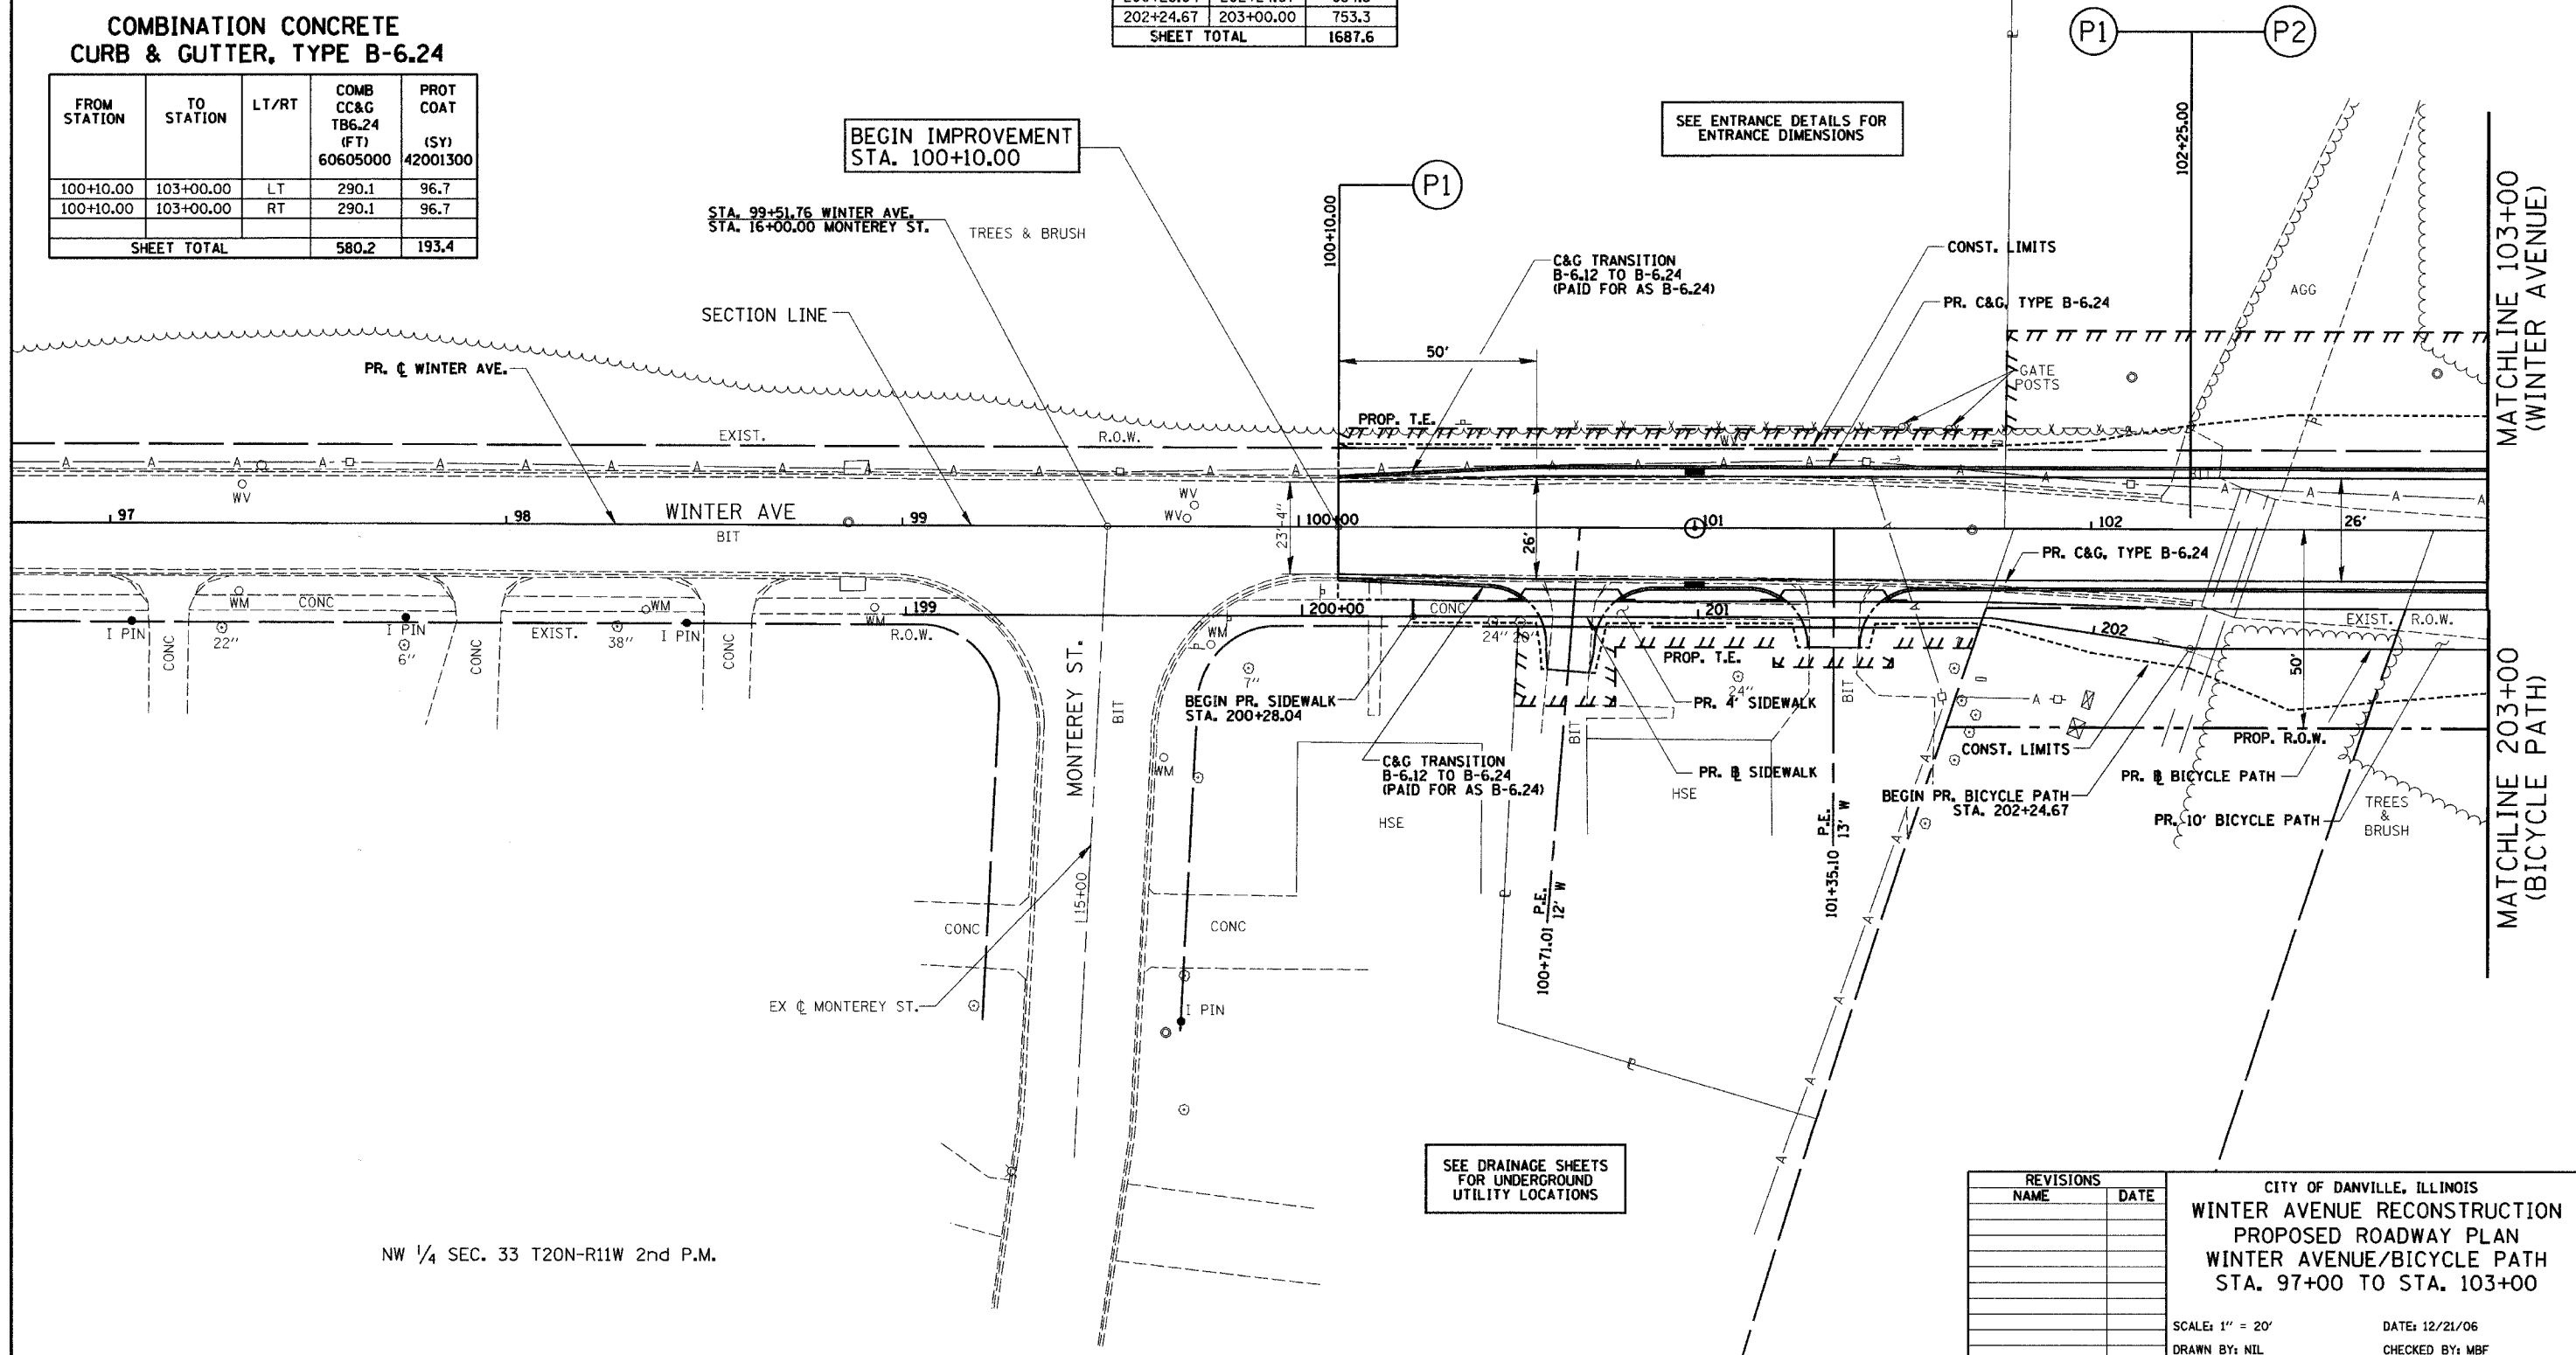 COMBINATION CONCRETE
CURB & GUTTER, TYPE B-6.24
FROM STATION TO STATION LT/RT COMB CC&G TB6.24 (FT) 60605000 PROT COAT (SY) 42001300
100+10.00 103+00.00 LT 290.1 96.7
100+10.00 103+00.00 RT 290.1 96.7
SHEET TOTAL 580.2 193.4
202+24.67 203+00.00 753.3
SHEET TOTAL 1687.6
P1
P2
102+25.00
BEGIN IMPROVEMENT
STA. 100+10.00
SEE ENTRANCE DETAILS FOR
ENTRANCE DIMENSIONS
P1
100+10.00
STA. 99+51.76 WINTER AVE.
STA. 16+00.00 MONTEREY ST.
TREES & BRUSH
C&G TRANSITION
B-6.12 TO B-6.24
(PAID FOR AS B-6.24)
CONST. LIMITS
PR. C&G, TYPE B-6.24
AGG
SECTION LINE
50'
PR. ℄ WINTER AVE.
GATE
POSTS
PROP. T.E.
EXIST.
R.O.W.
WV
WV
WV
WV
BIT
97
98
WINTER AVE
99
100+00
101
102
BIT
23'-4"
26'
26'
PR. C&G, TYPE B-6.24
WM
CONC
WM
WM
199
200+00
CONC
201
202
EXIST. R.O.W.
I PIN
22"
I PIN
6"
EXIST.
38"
I PIN
R.O.W.
WM
24"
20"
CONC
CONC
CONC
7"
PROP. T.E.
24"
50'
BEGIN PR. SIDEWALK
STA. 200+28.04
PR. 4' SIDEWALK
BIT
BIT
BIT
MONTEREY ST.
WM
C&G TRANSITION
B-6.12 TO B-6.24
(PAID FOR AS B-6.24)
PR. ⅊ SIDEWALK
HSE
HSE
CONST. LIMITS
PROP. R.O.W.
PR. ⅊ BICYCLE PATH
BEGIN PR. BICYCLE PATH
STA. 202+24.67
PR. 10' BICYCLE PATH
TREES
&
BRUSH
100+71.01 P.E. 12' W
101+35.10 P.E. 13' W
15+00
CONC
CONC
EX ℄ MONTEREY ST.
I PIN
MATCHLINE 103+00
(WINTER AVENUE)
MATCHLINE 203+00
(BICYCLE PATH)
SEE DRAINAGE SHEETS
FOR UNDERGROUND
UTILITY LOCATIONS
NW 1/4 SEC. 33 T20N-R11W 2nd P.M.
REVISIONS
NAME DATE
CITY OF DANVILLE, ILLINOIS
WINTER AVENUE RECONSTRUCTION
PROPOSED ROADWAY PLAN
WINTER AVENUE/BICYCLE PATH
STA. 97+00 TO STA. 103+00
SCALE: 1" = 20' DATE: 12/21/06
DRAWN BY: NIL CHECKED BY: MBF